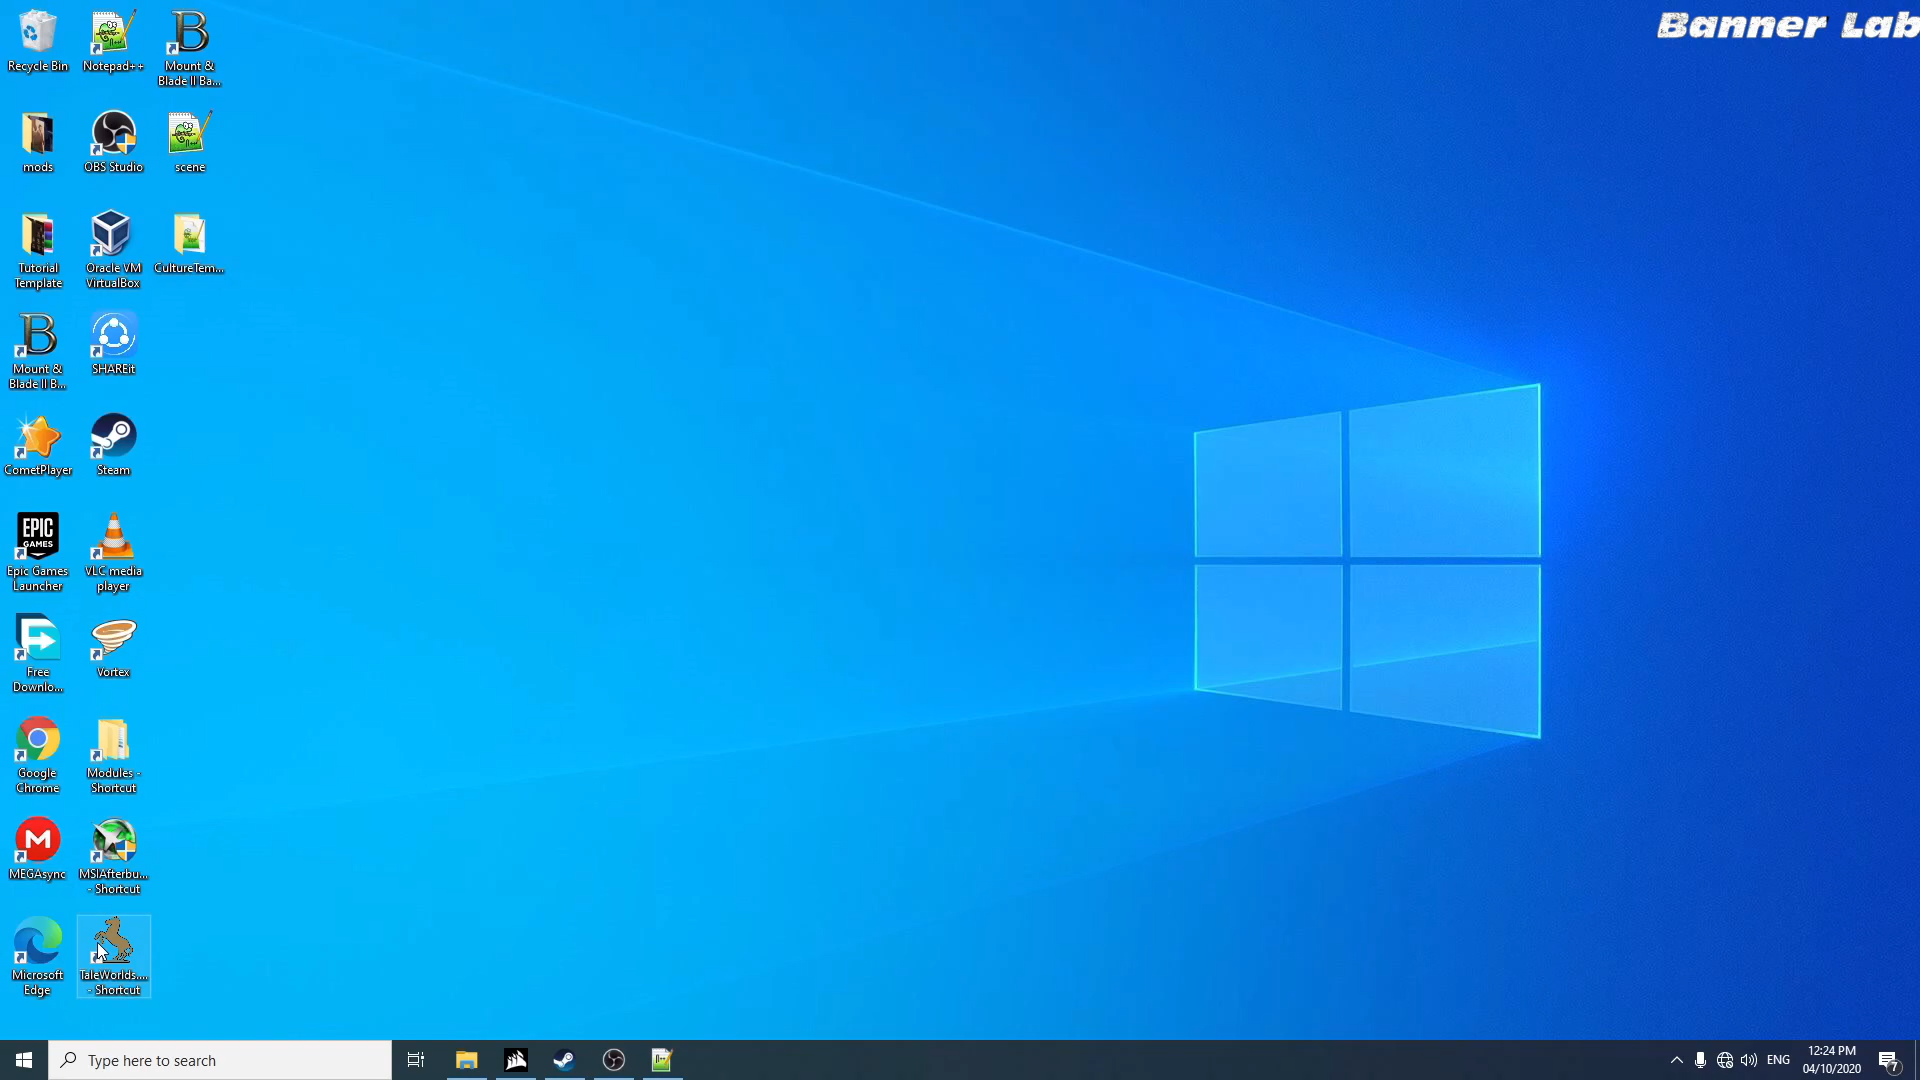 Banner Lab
Recycle Bin
Notepad++
Mount &
Blade II Ba...
mods
OBS Studio
scene
Tutorial
Template
Oracle VM
VirtualBox
CultureTem...
Mount &
Blade II B...
SHAREit
CometPlayer
Steam
EPIC
GAMES
Epic Games
Launcher
VLC media
player
Free
Downlo...
Vortex
Google
Chrome
Modules -
Shortcut
M
MEGAsync
MSIAfterbu...
- Shortcut
Microsoft
Edge
TaleWorlds....
- Shortcut
Type here to search
ENG
12:24 PM
04/10/2020
7